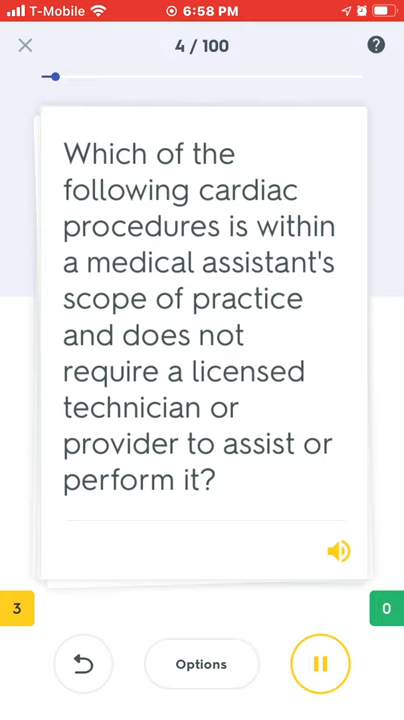 T-Mobile 6:58 PM
4 / 100
?
Which of the
following cardiac
procedures is within
a medical assistant's
scope of practice
and does not
require a licensed
technician or
provider to assist or
perform it?
3
0
Options